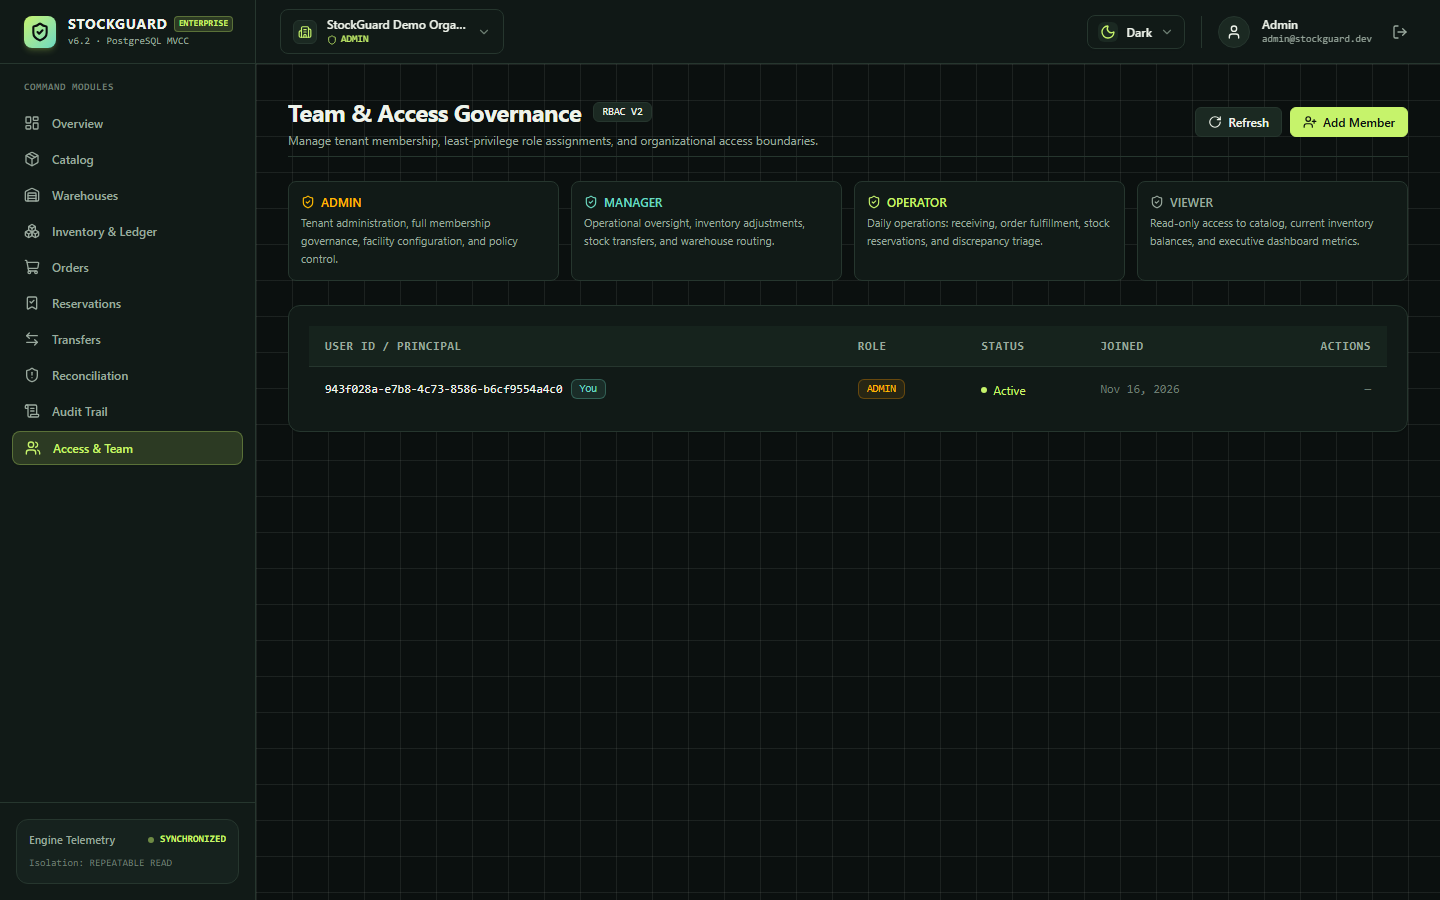 STOCKGUARD ENTERPRISE
v6.2 · PostgreSQL MVCC
StockGuard Demo Orga...
ADMIN
Dark
Admin
admin@stockguard.dev
COMMAND MODULES
Overview
Catalog
Warehouses
Inventory & Ledger
Orders
Reservations
Transfers
Reconciliation
Audit Trail
Access & Team
Engine Telemetry
SYNCHRONIZED
Isolation: REPEATABLE READ
Team & Access Governance RBAC V2
Manage tenant membership, least-privilege role assignments, and organizational access boundaries.
Refresh
Add Member
ADMIN
Tenant administration, full membership
governance, facility configuration, and policy
control.
MANAGER
Operational oversight, inventory adjustments,
stock transfers, and warehouse routing.
OPERATOR
Daily operations: receiving, order fulfillment, stock
reservations, and discrepancy triage.
VIEWER
Read-only access to catalog, current inventory
balances, and executive dashboard metrics.
USER ID / PRINCIPAL ROLE STATUS JOINED ACTIONS
943f028a-e7b8-4c73-8586-b6cf9554a4c0 You ADMIN Active Nov 16, 2026 —